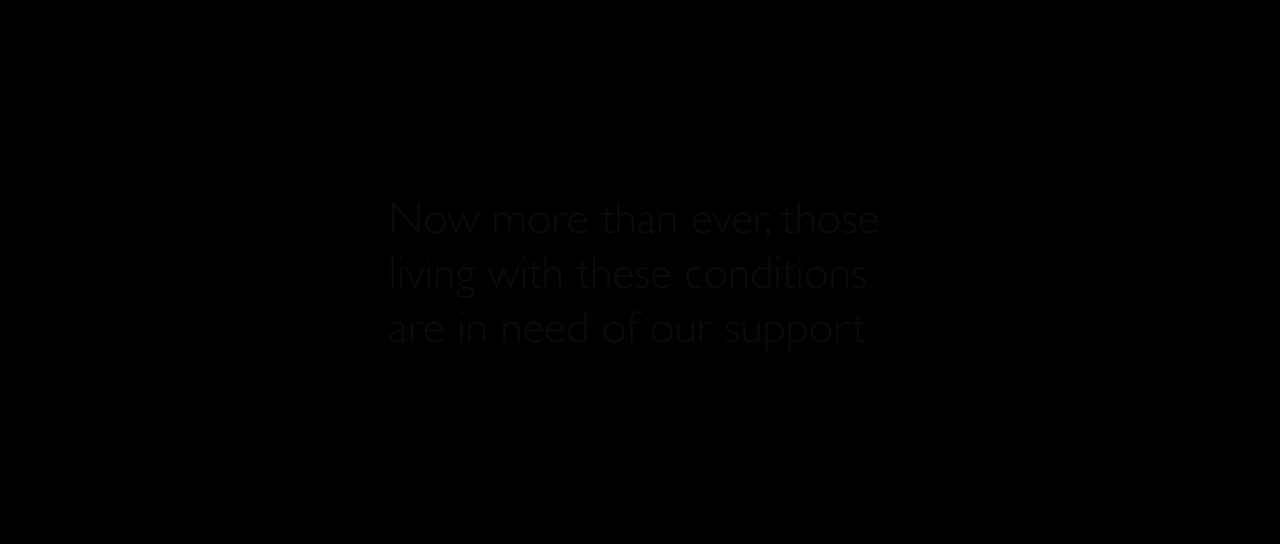 Now more than ever, those
living with these conditions
are in need of our support